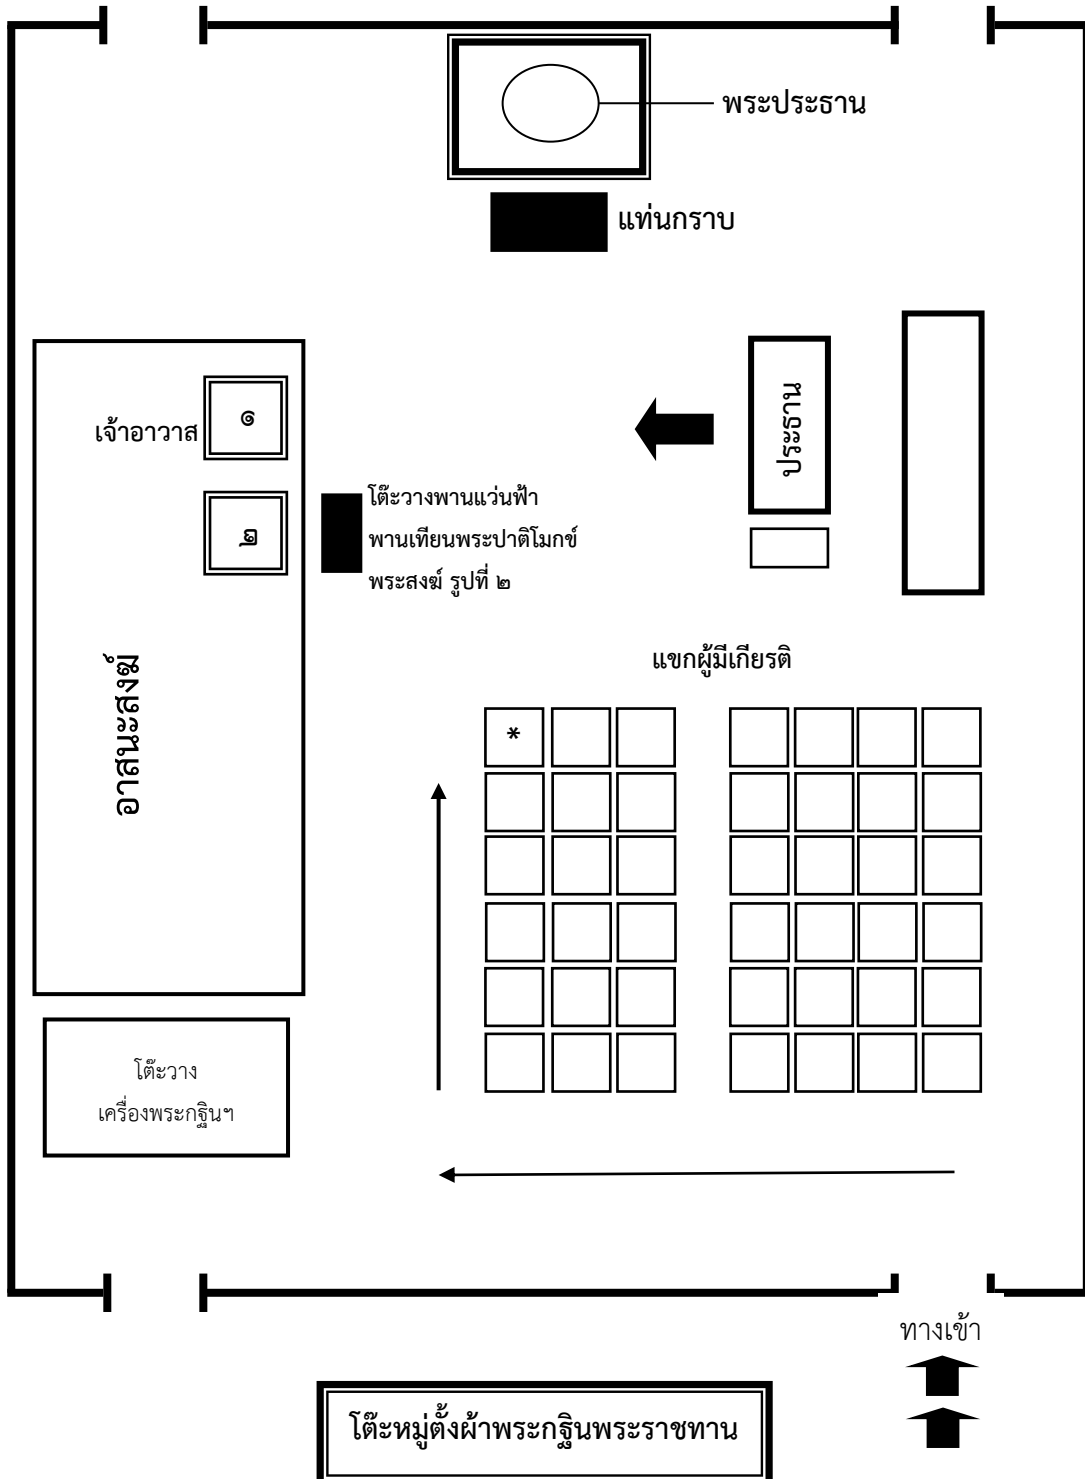 พระประธาน
แท่นกราบ
ประธาน
เจ้าอาวาส
๑
๒
โต๊ะวางพานแว่นฟ้า
พานเทียนพระปาติโมกข์
พระสงฆ์ รูปที่ ๒
อาสนะสงฆ์
แขกผู้มีเกียรติ
*
โต๊ะวาง
เครื่องพระกฐินฯ
ทางเข้า
โต๊ะหมู่ตั้งผ้าพระกฐินพระราชทาน